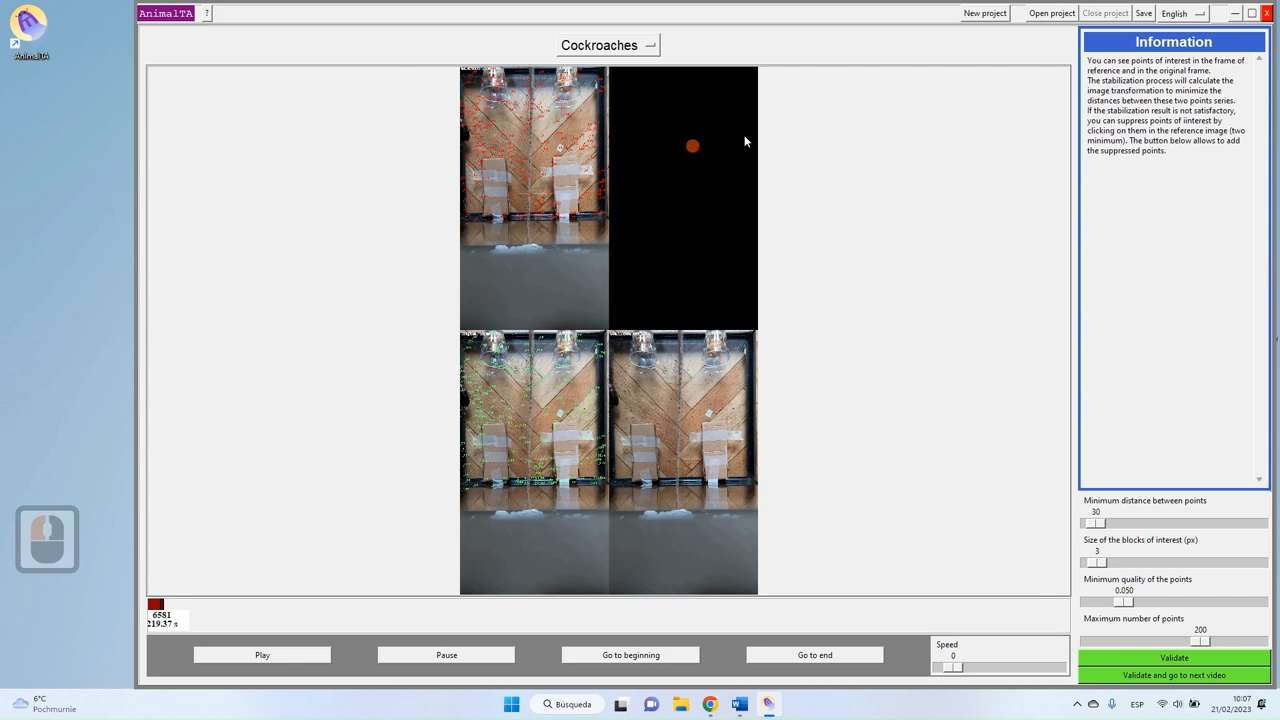 AnimalTA
?
New project
Open project
Close project
Save
English
X
AnimalTA
Cockroaches
Information
You can see points of interest in the frame of
reference and in the original frame.
The stabilization process will calculate the
image transformation to minimize the
distances between these two points series.
If the stabilization result is not satisfactory,
you can suppress points of interest by
clicking on them in the reference image (two
minimum). The button below allows to add
the suppressed points.
Minimum distance between points
30
Size of the blocks of interest (px)
3
Minimum quality of the points
0.050
Maximum number of points
200
6581
219.37 s
Play
Pause
Go to beginning
Go to end
Speed
0
Validate
Validate and go to next video
6°C
Pochmurnie
Búsqueda
ESP
10:07
21/02/2023